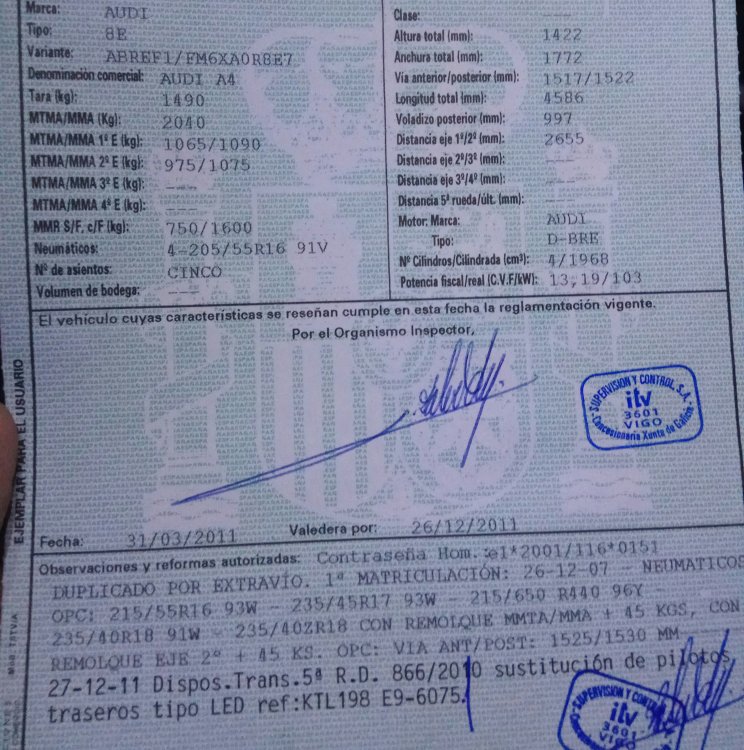 Marca: AUDI
Tipo: 8E
Variante: ABREF1/FM6XA0R8E7
Denominación comercial: AUDI A4
Tara (kg): 1490
MTMA/MMA (Kg): 2040
MTMA/MMA 1º E (kg): 1065/1090
MTMA/MMA 2º E (kg): 975/1075
MTMA/MMA 3º E (kg): ---
MTMA/MMA 4º E (kg): ---
MMR S/F, c/F (kg): 750/1600
Neumáticos: 4-205/55R16 91V
Nº de asientos: CINCO
Volumen de bodega: ---
Clase: ---
Altura total (mm): 1422
Anchura total (mm): 1772
Vía anterior/posterior (mm): 1517/1522
Longitud total (mm): 4586
Voladizo posterior (mm): 997
Distancia eje 1º/2º (mm): 2655
Distancia eje 2º/3º (mm): ---
Distancia eje 3º/4º (mm): ---
Distancia 5ª rueda/últ. (mm): ---
Motor: Marca: AUDI
Tipo: D-BRE
Nº Cilindros/Cilindrada (cm³): 4/1968
Potencia fiscal/real (C.V.F/kW): 13,19/103
El vehículo cuyas características se reseñan cumple en esta fecha la reglamentación vigente.
Por el Organismo Inspector,
SUPERVISION Y CONTROL, S.A.
itv
3601
VIGO
Concesionaria Xunta de Galicia
EJEMPLAR PARA EL USUARIO
Fecha: 31/03/2011 Valedera por: 26/12/2011
Observaciones y reformas autorizadas: Contraseña Hom.:e1*2001/116*0151
DUPLICADO POR EXTRAVÍO. 1ª MATRICULACIÓN: 26-12-07 - NEUMATICOS
OPC: 215/55R16 93W - 235/45R17 93W - 215/650 R440 96Y -
235/40R18 91W - 235/40ZR18 CON REMOLQUE MMTA/MMA + 45 KGS, CON
REMOLQUE EJE 2º + 45 KS. OPC: VIA ANT/POST: 1525/1530 MM
27-12-11 Dispos.Trans.5ª R.D. 866/2010 sustitución de pilotos
traseros tipo LED ref:KTL198 E9-6075.
SUPERVISION Y CONTROL
itv
3601
VIGO